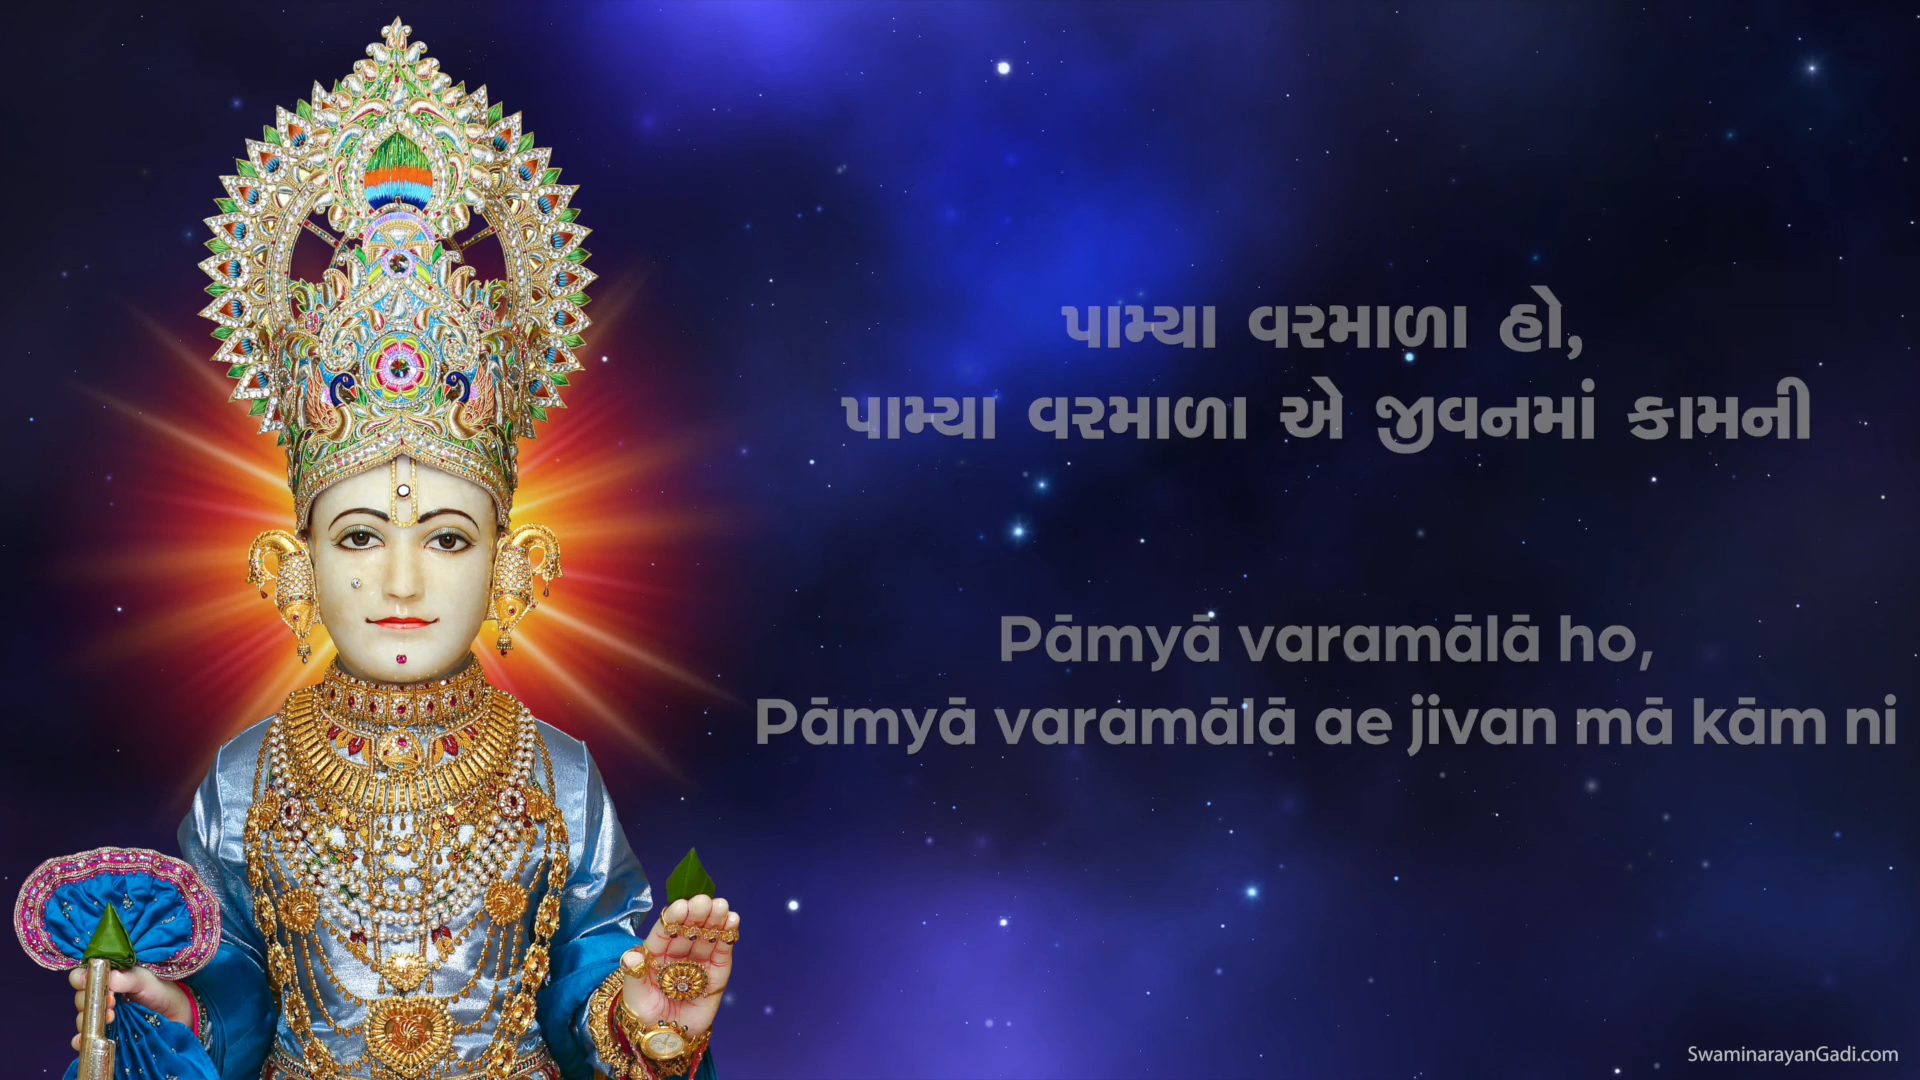 પામ્યા વરમાળા હો,
પામ્યા વરમાળા એ જીવનમાં કામની
Pāmyā varamālā ho,
Pāmyā varamālā ae jivan mā kām ni
SwaminarayanGadi.com